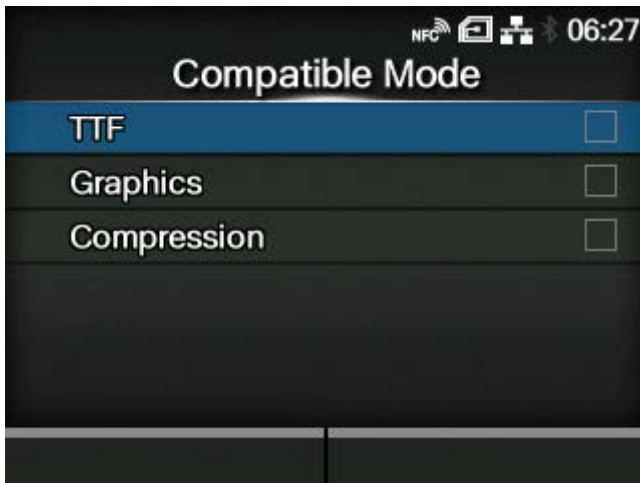 NFC 06:27
Compatible Mode
TTF
Graphics
Compression